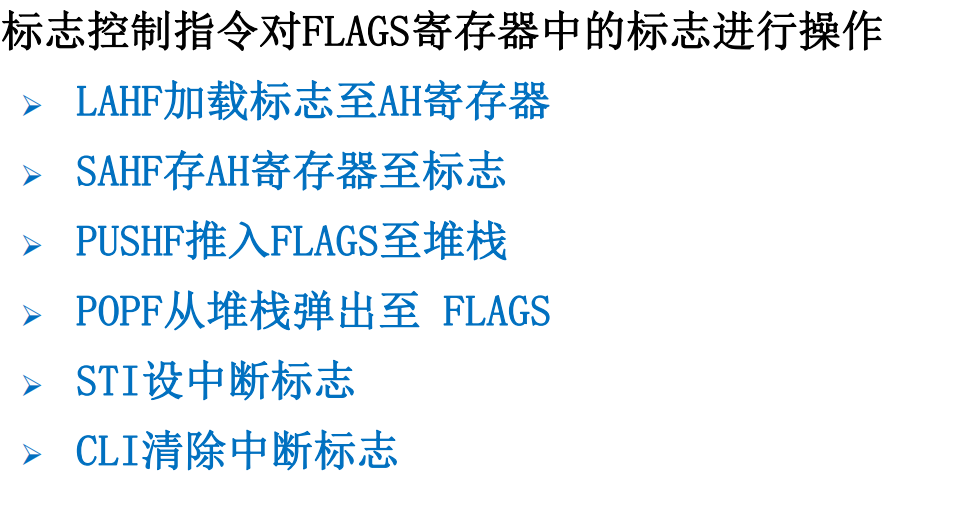 标志控制指令对FLAGS寄存器中的标志进行操作
LAHF加载标志至AH寄存器
SAHF存AH寄存器至标志
PUSHF推入FLAGS至堆栈
POPF从堆栈弹出至 FLAGS
STI设中断标志
CLI清除中断标志